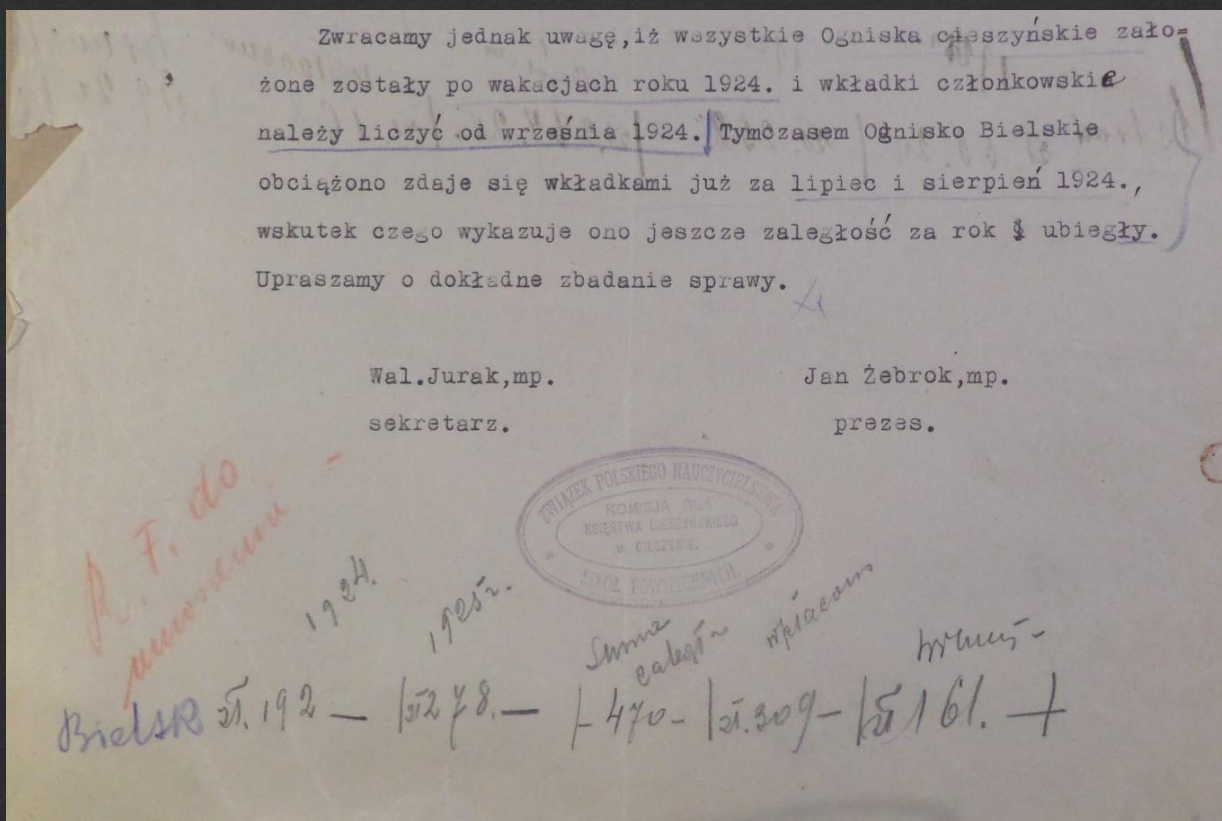 Zwracamy jednak uwagę,iż wszystkie Ogniska cieszyńskie zało=
żone zostały po wakacjach roku 1924. i wkładki członkowskie
należy liczyć od września 1924. Tymczasem Ognisko Bielskie
obciążono zdaje się wkładkami już za lipiec i sierpień 1924.,
wskutek czego wykazuje ono jeszcze zaległość za rok ubiegły.
Upraszamy o dokładne zbadanie sprawy.
Wal.Jurak,mp.
Jan Żebrok,mp.
sekretarz.
prezes.
ZWIĄZEK POLSKIEGO NAUCZYCIELSTWA
KOMISJA DLA
KSIĘSTWA CIESZYŃSKIEGO
w CIESZYNIE.
SZKÓŁ POWSZECHNYCH.
R. F. do
1924.
1925 r.
Suma
wpłacono
Bielsk zł. 192 — | zł 278. — | - 470 - | zł. 309 - | zł 161. —